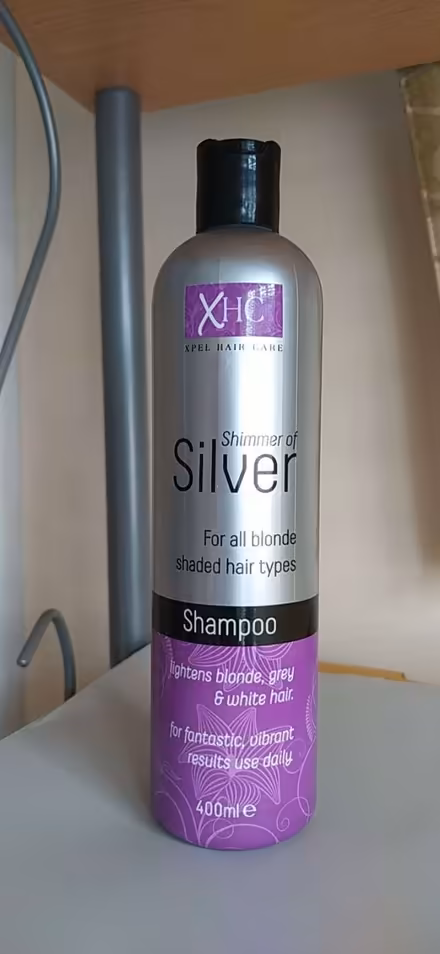 XHC
XPEL HAIR CARE
Shimmer of
Silver
For all blonde
shaded hair types
Shampoo
lightens blonde, grey
& white hair.
for fantastic, vibrant
results use daily.
400ml e